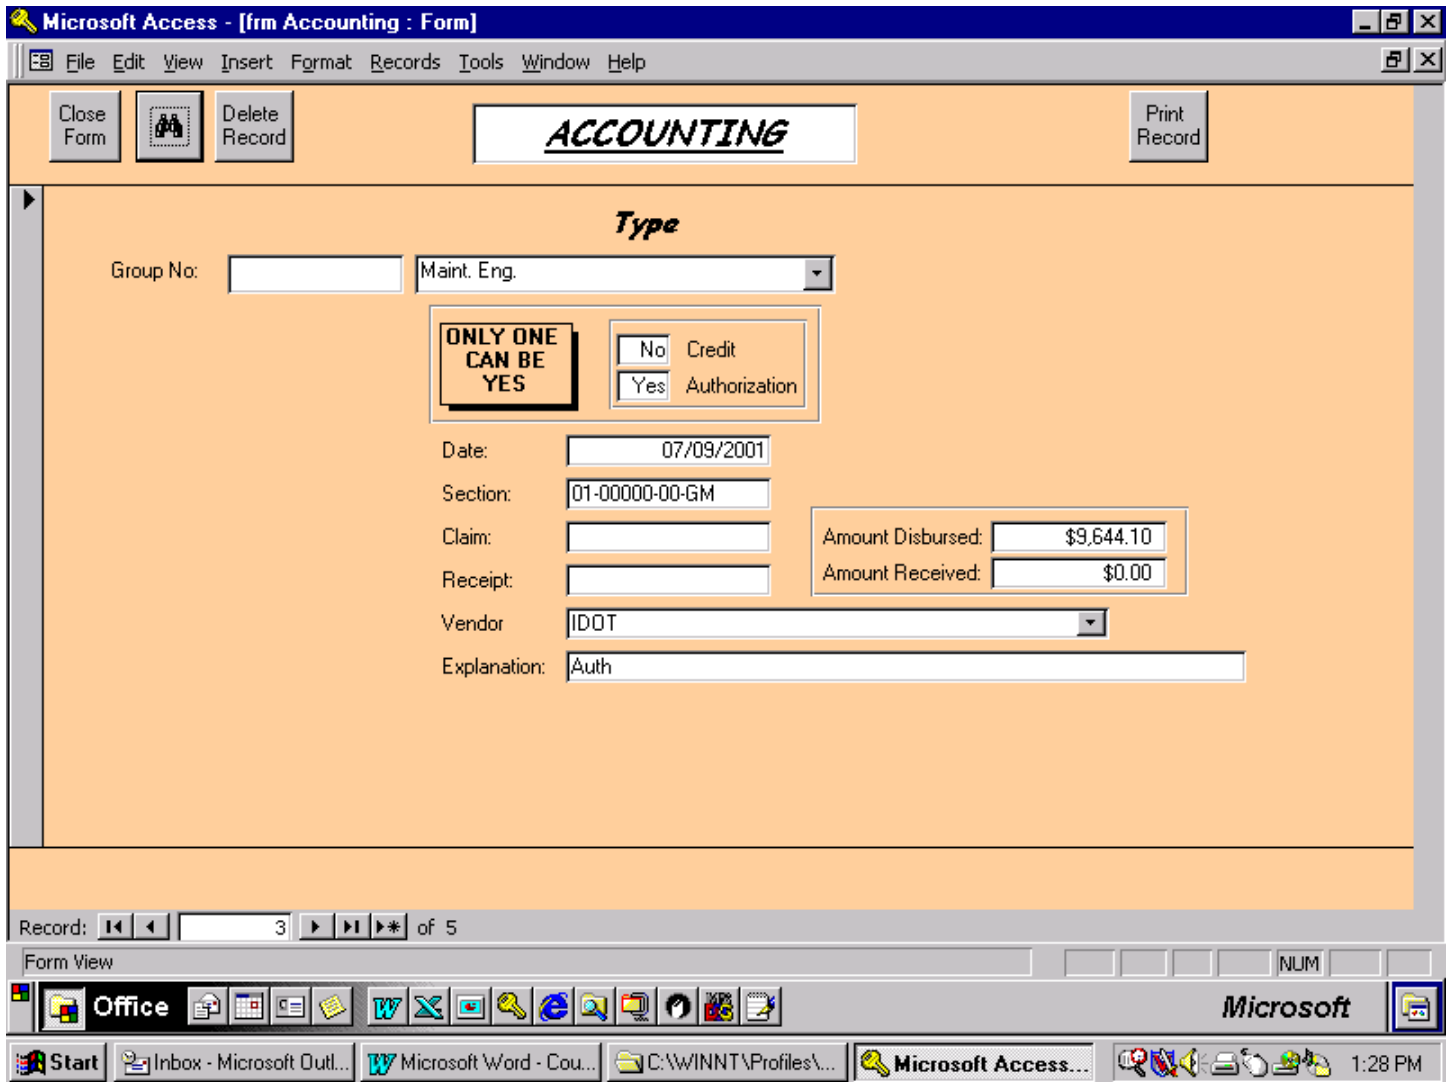 Microsoft Access - [frm Accounting : Form]
File Edit View Insert Format Records Tools Window Help
Close Form
Delete Record
ACCOUNTING
Print Record
Type
Group No:
Maint. Eng.
ONLY ONE
CAN BE
YES
No Credit
Yes Authorization
Date: 07/09/2001
Section: 01-00000-00-GM
Claim:
Amount Disbursed: $9,644.10
Receipt:
Amount Received: $0.00
Vendor IDOT
Explanation: Auth
Record: 3 of 5
Form View NUM
Office Microsoft
Start Inbox - Microsoft Outl... Microsoft Word - Cou... C:\WINNT\Profiles\... Microsoft Access... 1:28 PM